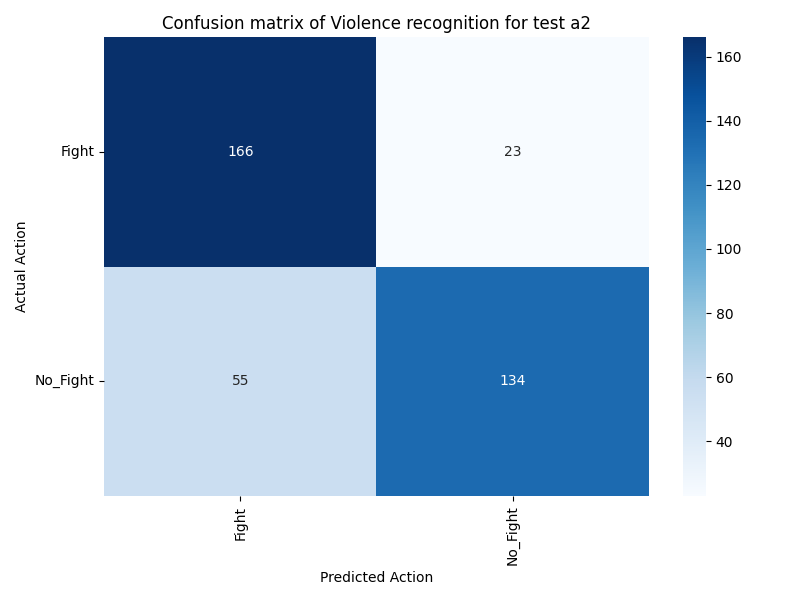 Confusion matrix of Violence recognition for test a2
Actual Action
Fight
No_Fight
166
23
55
134
Fight
No_Fight
Predicted Action
160
140
120
100
80
60
40